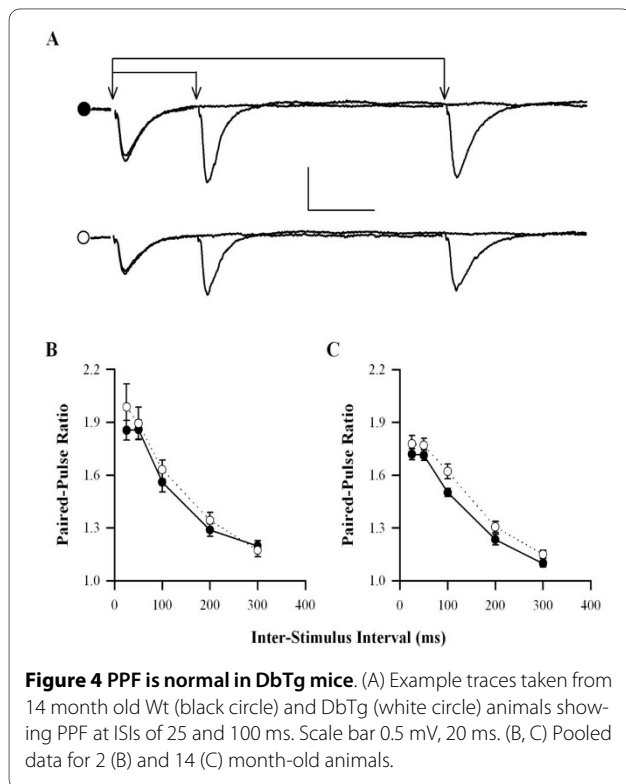 A
B
C
2.2
1.9
1.6
1.3
1.0
Paired-Pulse Ratio
0
100
200
300
400
2.2
1.9
1.6
1.3
1.0
Paired-Pulse Ratio
0
100
200
300
400
Inter-Stimulus Interval (ms)
Figure 4 PPF is normal in DbTg mice. (A) Example traces taken from
14 month old Wt (black circle) and DbTg (white circle) animals show-
ing PPF at ISIs of 25 and 100 ms. Scale bar 0.5 mV, 20 ms. (B, C) Pooled
data for 2 (B) and 14 (C) month-old animals.